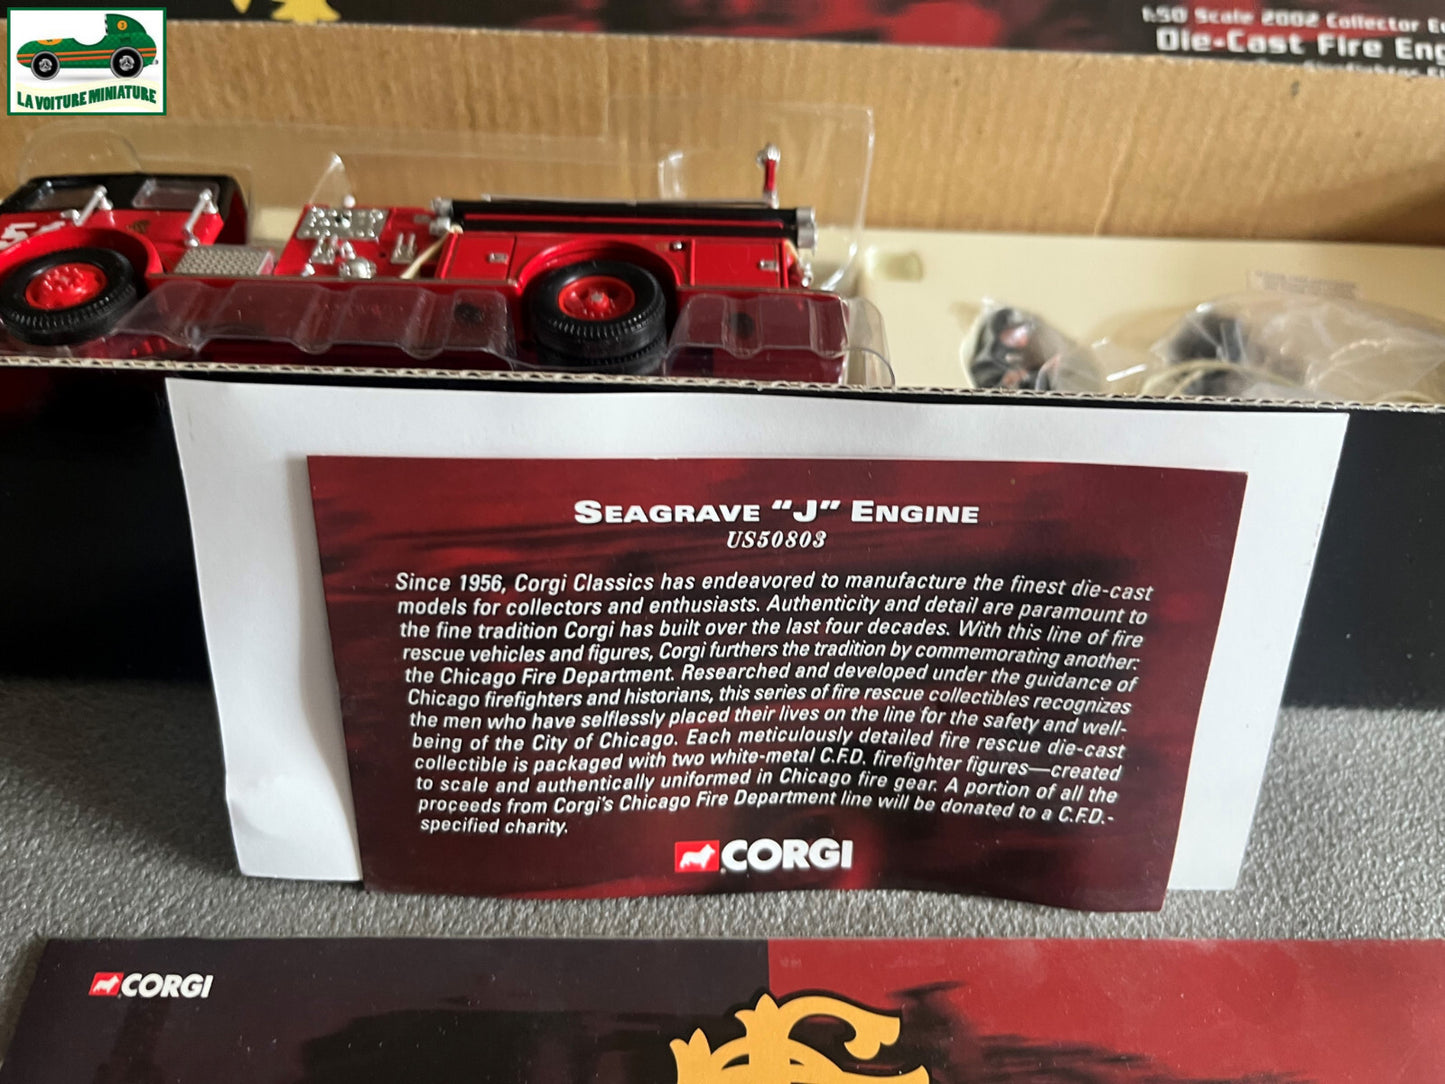 LA VOITURE MINIATURE
1:50 Scale 2002 Collector
Die-Cast Fire
SEAGRAVE “J” ENGINE
US50803
Since 1956, Corgi Classics has endeavored to manufacture the finest die-cast
models for collectors and enthusiasts. Authenticity and detail are paramount to
the fine tradition Corgi has built over the last four decades. With this line of fire
rescue vehicles and figures, Corgi furthers the tradition by commemorating another:
the Chicago Fire Department. Researched and developed under the guidance of
Chicago firefighters and historians, this series of fire rescue collectibles recognizes
the men who have selflessly placed their lives on the line for the safety and well-
being of the City of Chicago. Each meticulously detailed fire rescue die-cast
collectible is packaged with two white-metal C.F.D. firefighter figures—created
to scale and authentically uniformed in Chicago fire gear. A portion of all the
proceeds from Corgi's Chicago Fire Department line will be donated to a C.F.D.-
specified charity.
CORGI
CORGI